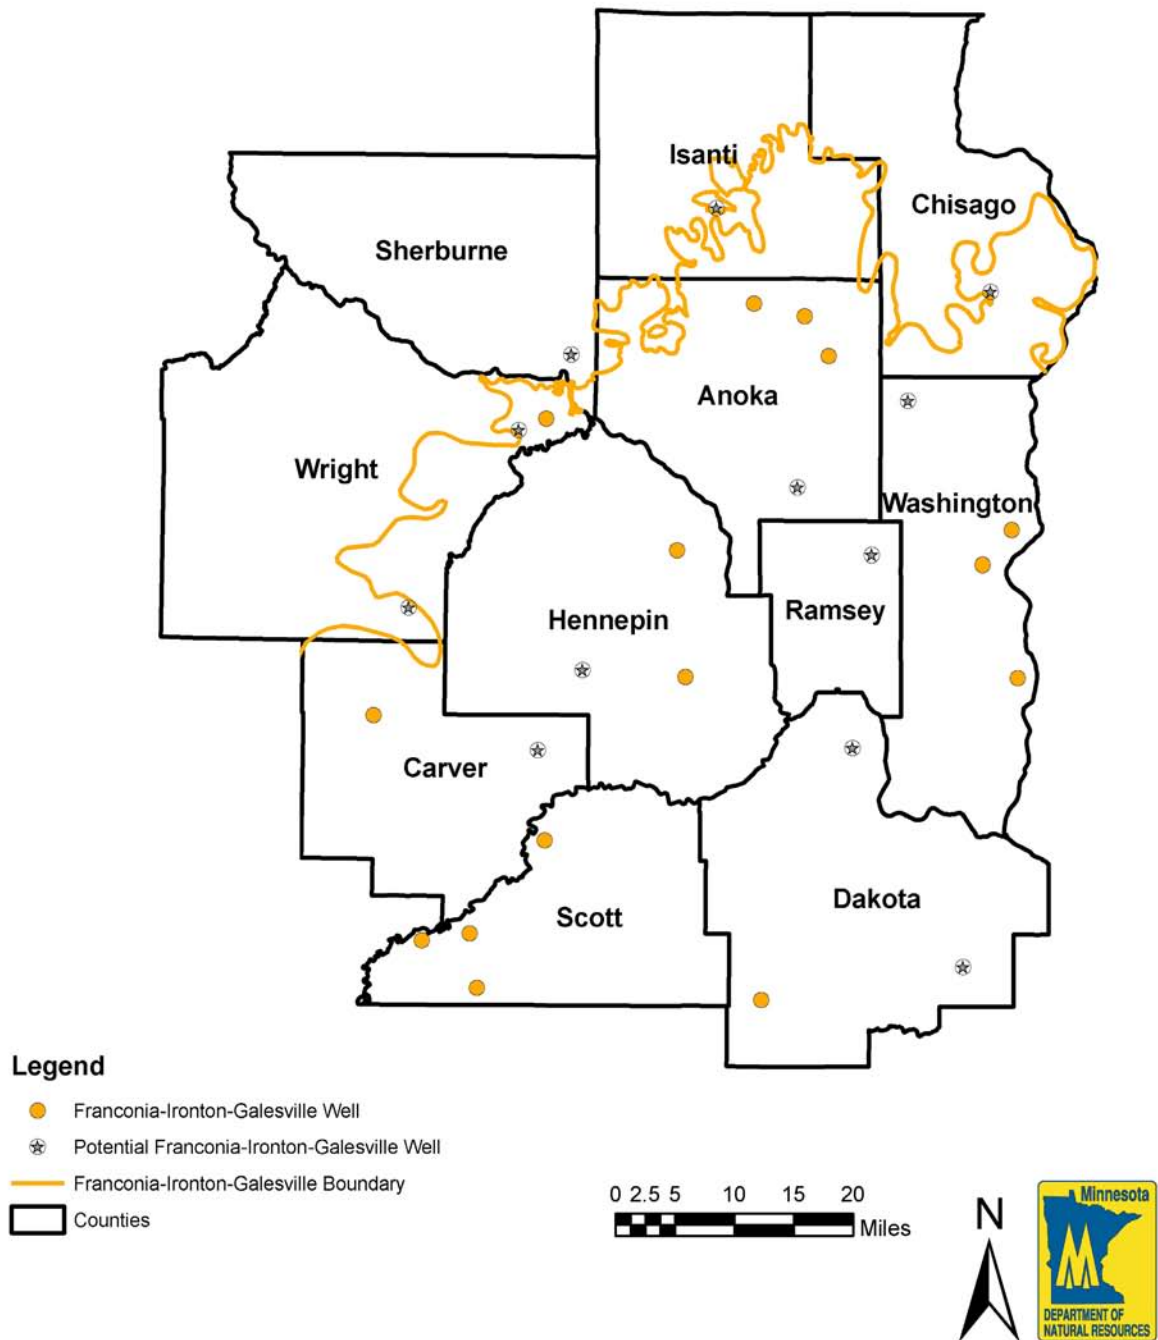 Isanti
Chisago
Sherburne
Anoka
Wright
Washington
Hennepin
Ramsey
Carver
Scott
Dakota
Legend
Franconia-Ironton-Galesville Well
Potential Franconia-Ironton-Galesville Well
Franconia-Ironton-Galesville Boundary
Counties
0 2.5 5 10 15 20
Miles
N
Minnesota
DEPARTMENT OF
NATURAL RESOURCES